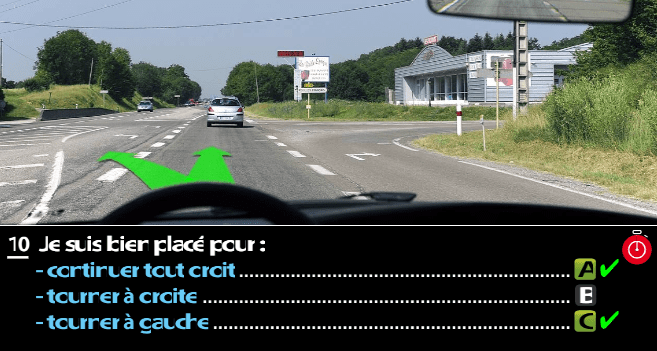 10 Je suis bien placé pour :
- continuer tout droit ........ A
- tourner à droite ........ B
- tourner à gauche ........ C